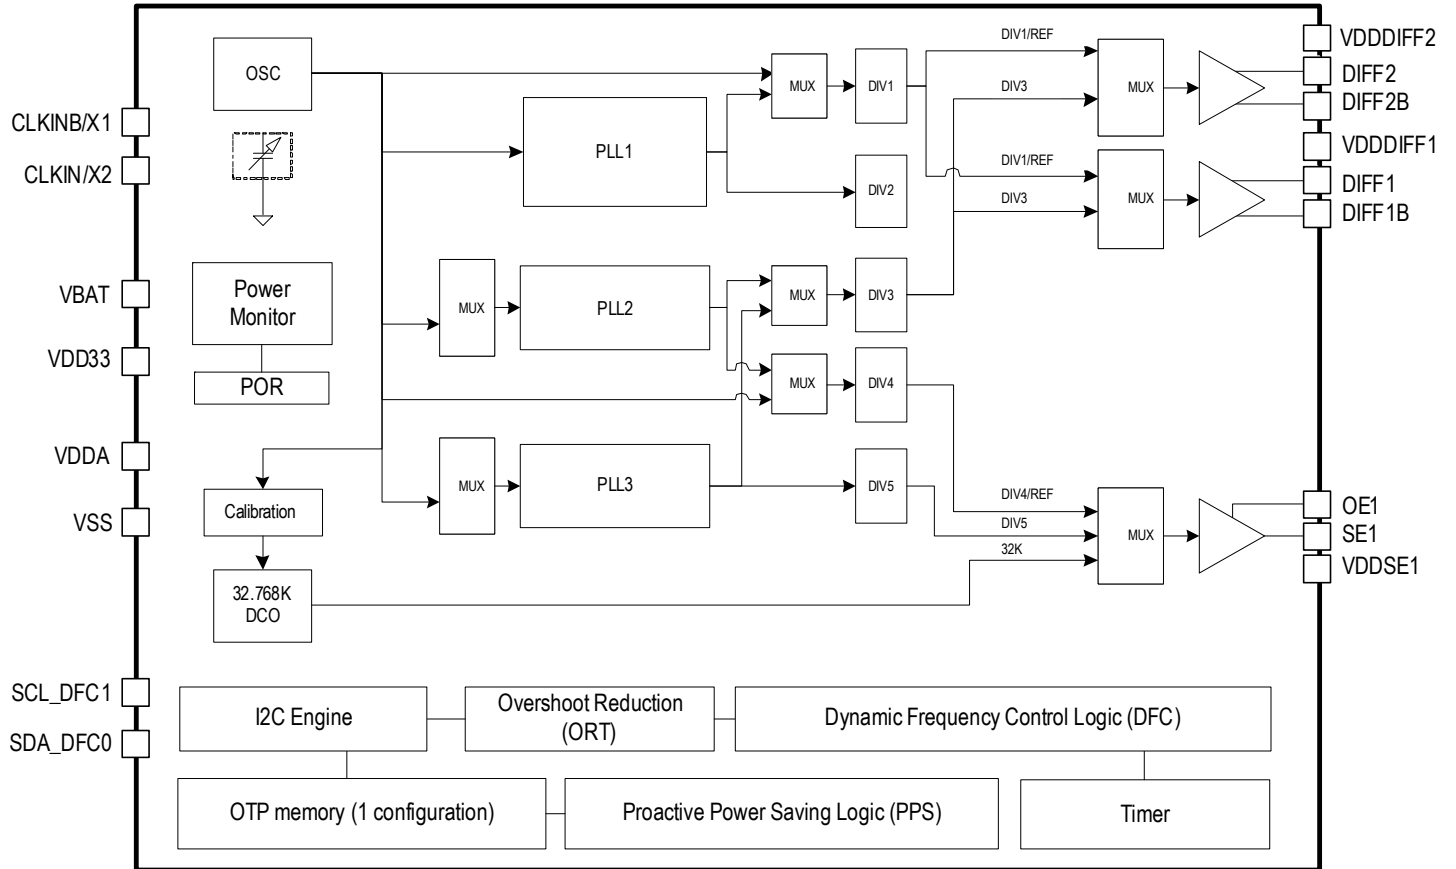 VDDDIFF2
DIV1/REF
OSC
DIFF2
MUX
DIV1
DIV3
MUX
DIFF2B
CLKINB/X1
PLL1
VDDDIFF1
DIV1/REF
CLKIN/X2
DIV2
DIFF1
DIV3
MUX
DIFF1B
VBAT
Power
Monitor
MUX
PLL2
MUX
DIV3
VDD33
POR
MUX
DIV4
VDDA
MUX
PLL3
DIV5
DIV4/REF
OE1
Calibration
VSS
DIV5
MUX
SE1
32K
VDDSE1
32.768K
DCO
SCL_DFC1
I2C Engine
Overshoot Reduction
(ORT)
Dynamic Frequency Control Logic (DFC)
SDA_DFC0
OTP memory (1 configuration)
Proactive Power Saving Logic (PPS)
Timer